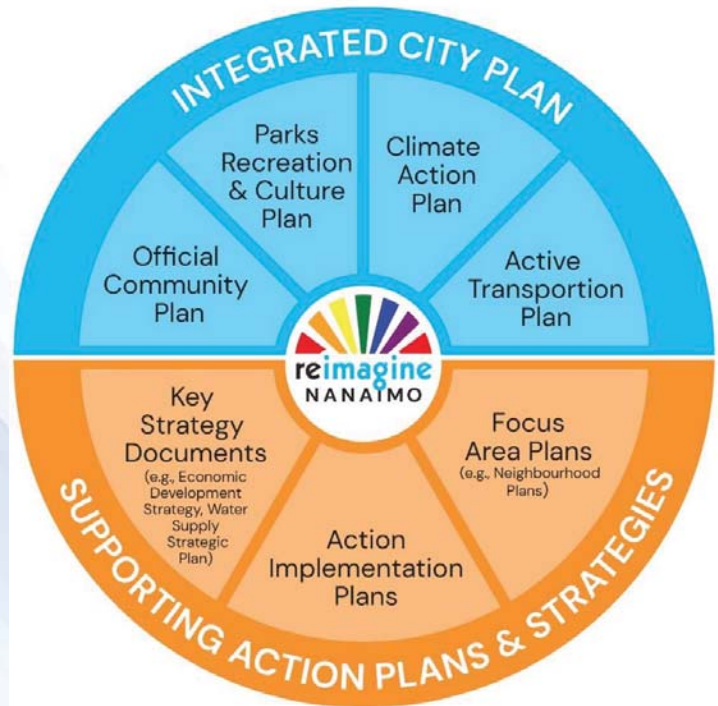 INTEGRATED CITY PLAN
Parks
Recreation
& Culture
Plan
Climate
Action
Plan
Official
Community
Plan
Active
Transportion
Plan
reimagine
NANAIMO
Key
Strategy
Documents
(e.g., Economic
Development
Strategy, Water
Supply
Strategic
Plan)
Focus
Area Plans
(e.g., Neighbourhood
Plans)
Action
Implementation
Plans
SUPPORTING ACTION PLANS & STRATEGIES